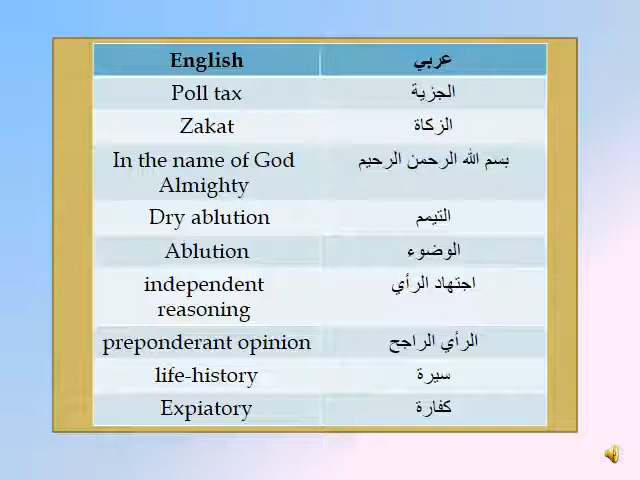 English عربي
Poll tax الجزية
Zakat الزكاة
In the name of God بسم الله الرحمن الرحيم
Almighty
Dry ablution التيمم
Ablution الوضوء
independent اجتهاد الرأي
reasoning
preponderant opinion الرأي الراجح
life-history سيرة
Expiatory كفارة